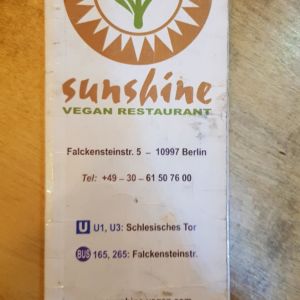 sunshine
VEGAN RESTAURANT
Falckensteinstr. 5 – 10997 Berlin
Tel: +49 – 30 – 61 50 76 00
U U1, U3: Schlesisches Tor
BUS 165, 265: Falckensteinstr.